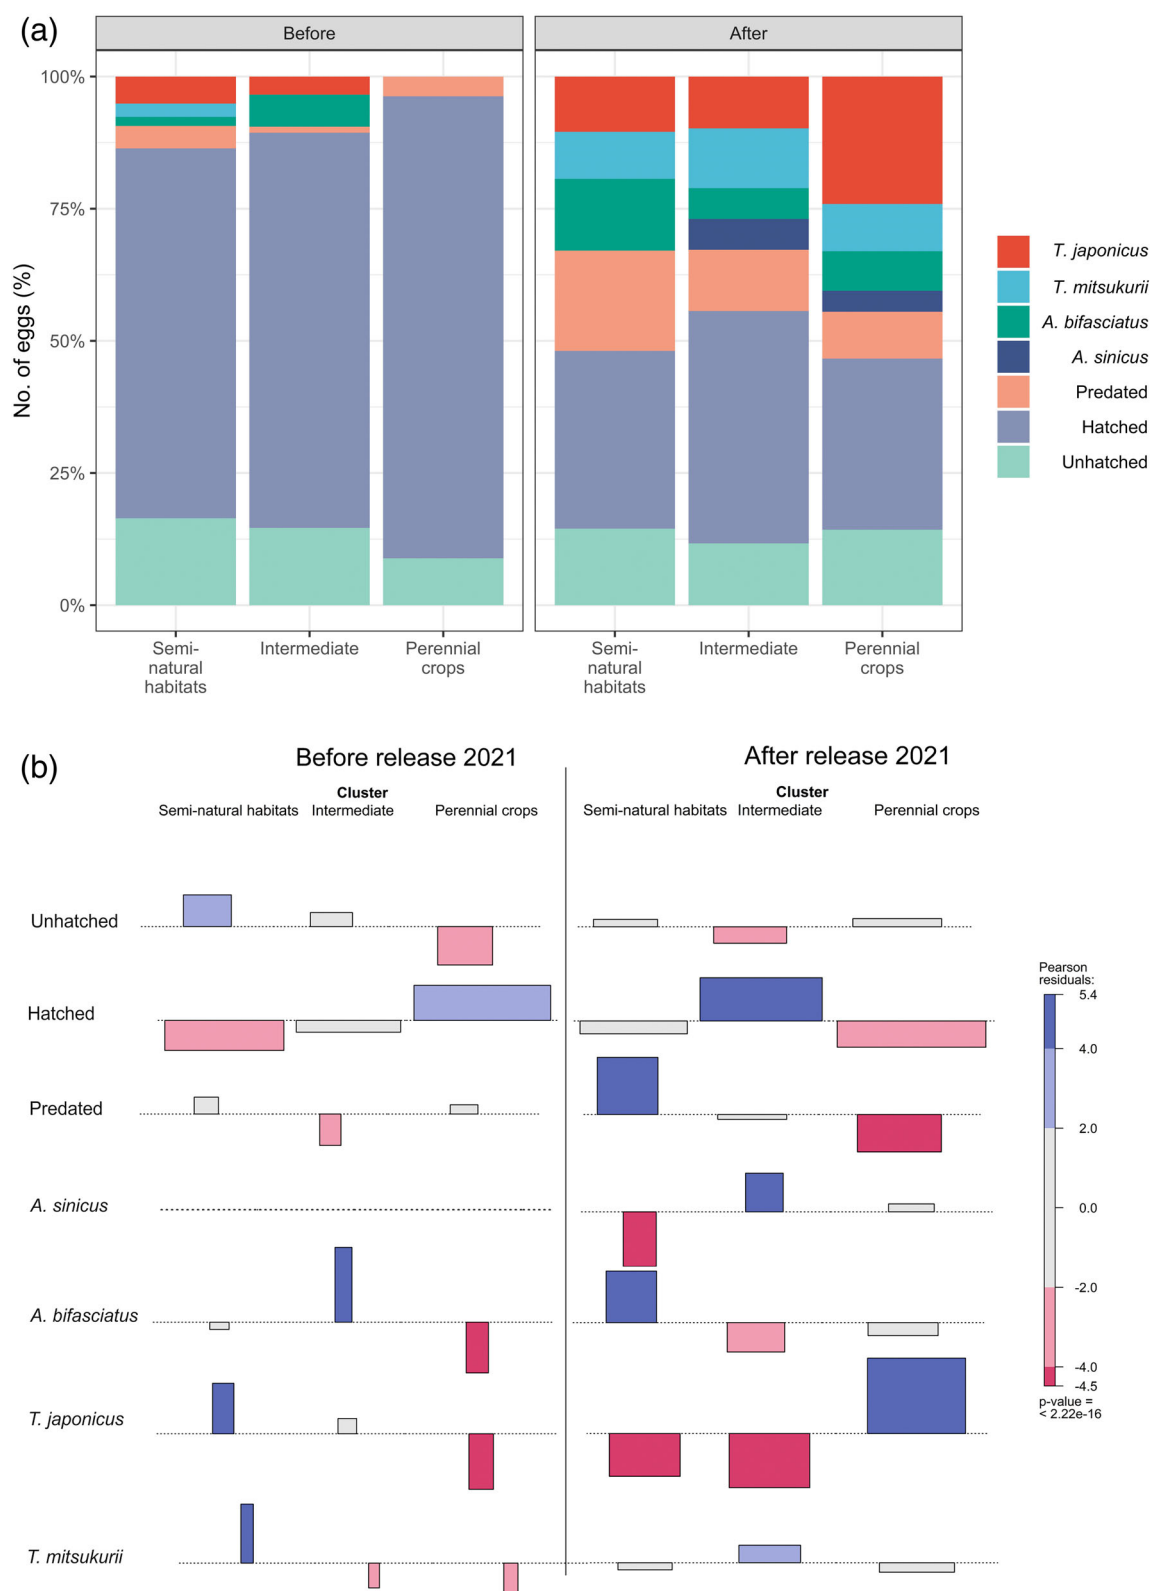 (a)
Before
After
100%
75%
50%
25%
0%
No. of eggs (%)
Semi-
natural
habitats
Intermediate
Perennial
crops
Semi-
natural
habitats
Intermediate
Perennial
crops
T. japonicus
T. mitsukurii
A. bifasciatus
A. sinicus
Predated
Hatched
Unhatched
(b)
Before release 2021
After release 2021
Cluster
Semi-natural habitats Intermediate Perennial crops
Cluster
Semi-natural habitats Intermediate Perennial crops
Unhatched
Hatched
Predated
A. sinicus
A. bifasciatus
T. japonicus
T. mitsukurii
Pearson
residuals:
5.4
4.0
2.0
0.0
-2.0
-4.0
-4.5
p-value =
< 2.22e-16